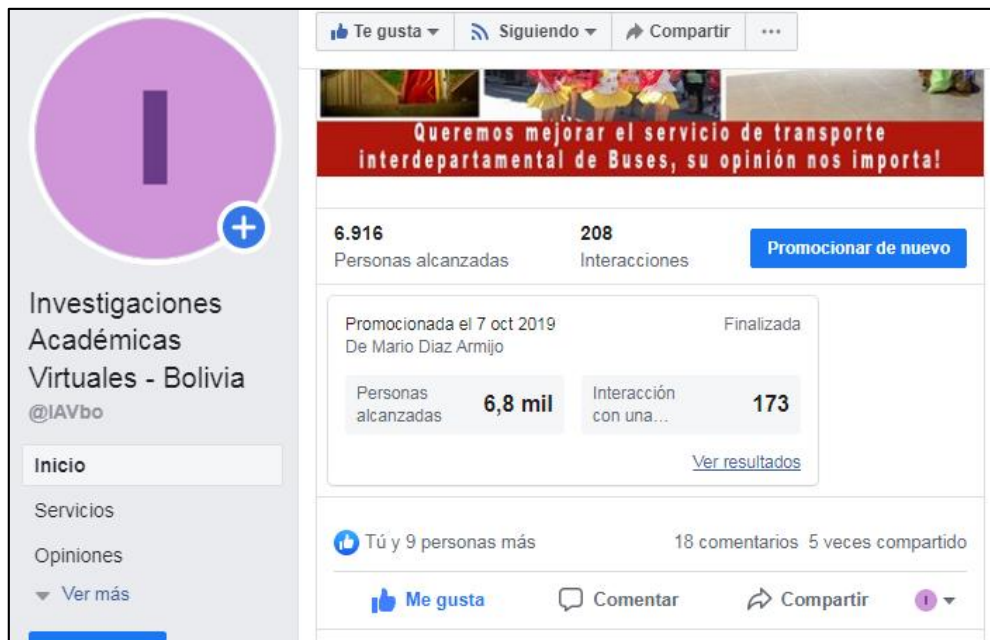 I
Investigaciones
Académicas
Virtuales - Bolivia
@IAVbo
Inicio
Servicios
Opiniones
Ver más
Te gusta
Siguiendo
Compartir
Queremos mejorar el servicio de transporte
interdepartamental de Buses, su opinión nos importa!
6.916 208
Personas alcanzadas Interacciones Promocionar de nuevo
Promocionada el 7 oct 2019 Finalizada
De Mario Diaz Armijo
Personas alcanzadas 6,8 mil
Interacción con una... 173
Ver resultados
Tú y 9 personas más 18 comentarios 5 veces compartido
Me gusta Comentar Compartir I